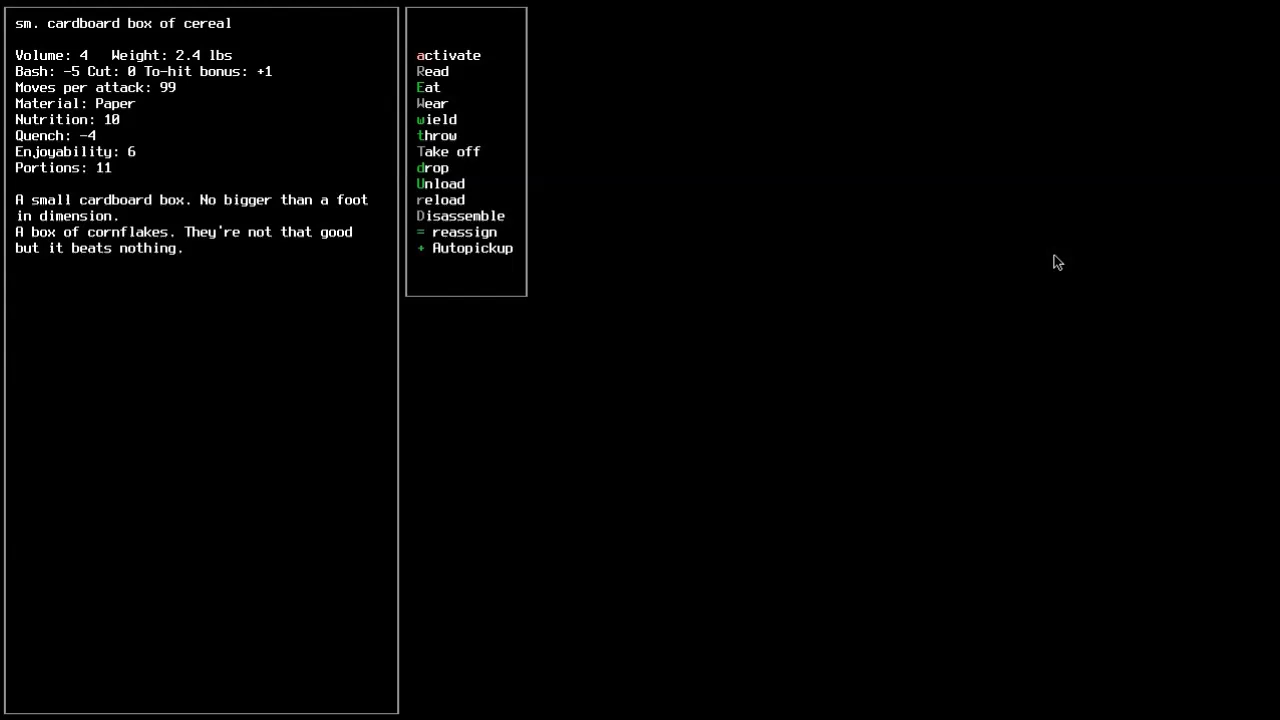 sm. cardboard box of cereal
Volume: 4   Weight: 2.4 lbs
Bash: -5 Cut: 0 To-hit bonus: +1
Moves per attack: 99
Material: Paper
Nutrition: 10
Quench: -4
Enjoyability: 6
Portions: 11
A small cardboard box. No bigger than a foot
in dimension.
A box of cornflakes. They're not that good
but it beats nothing.
activate
Read
Eat
Wear
wield
throw
Take off
drop
Unload
reload
Disassemble
= reassign
+ Autopickup